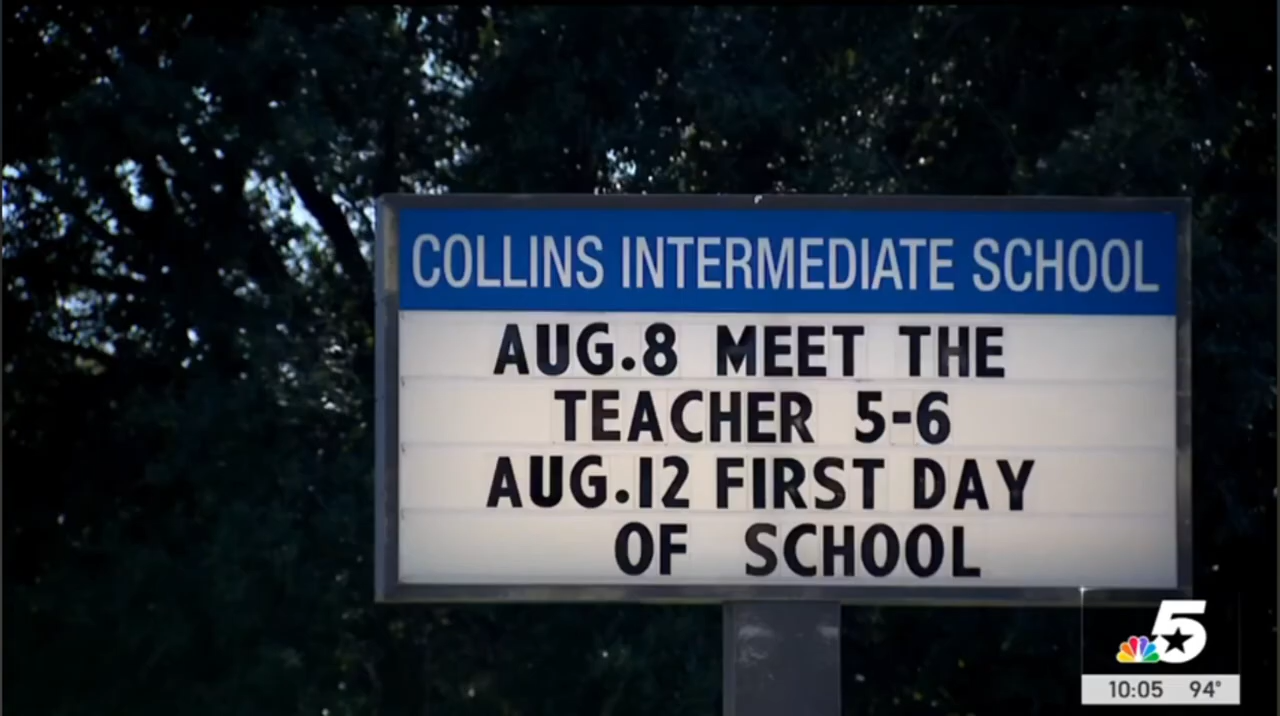 COLLINS INTERMEDIATE SCHOOL
AUG.8 MEET THE
TEACHER 5-6
AUG.12 FIRST DAY
OF SCHOOL
5
10:05 94°